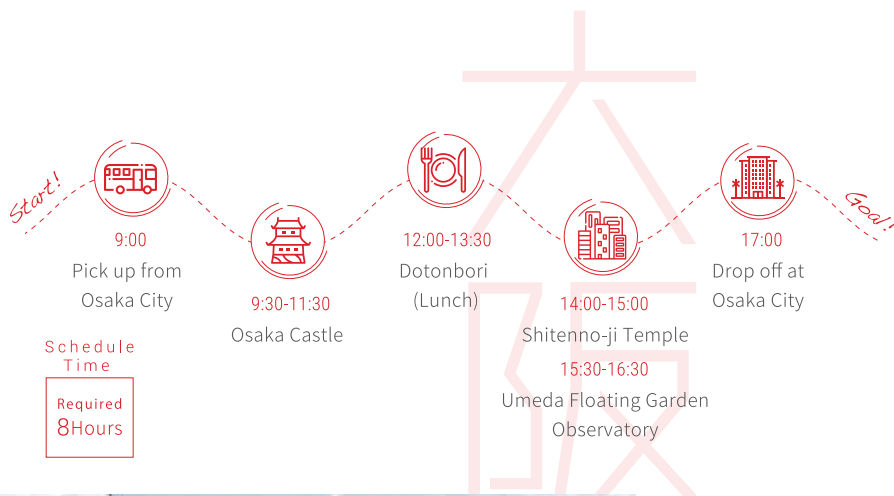 大阪
Start!
9:00
Pick up from
Osaka City
9:30-11:30
Osaka Castle
12:00-13:30
Dotonbori
(Lunch)
14:00-15:00
Shitenno-ji Temple
15:30-16:30
Umeda Floating Garden
Observatory
17:00
Drop off at
Osaka City
Goal!
Schedule
Time
Required
8Hours